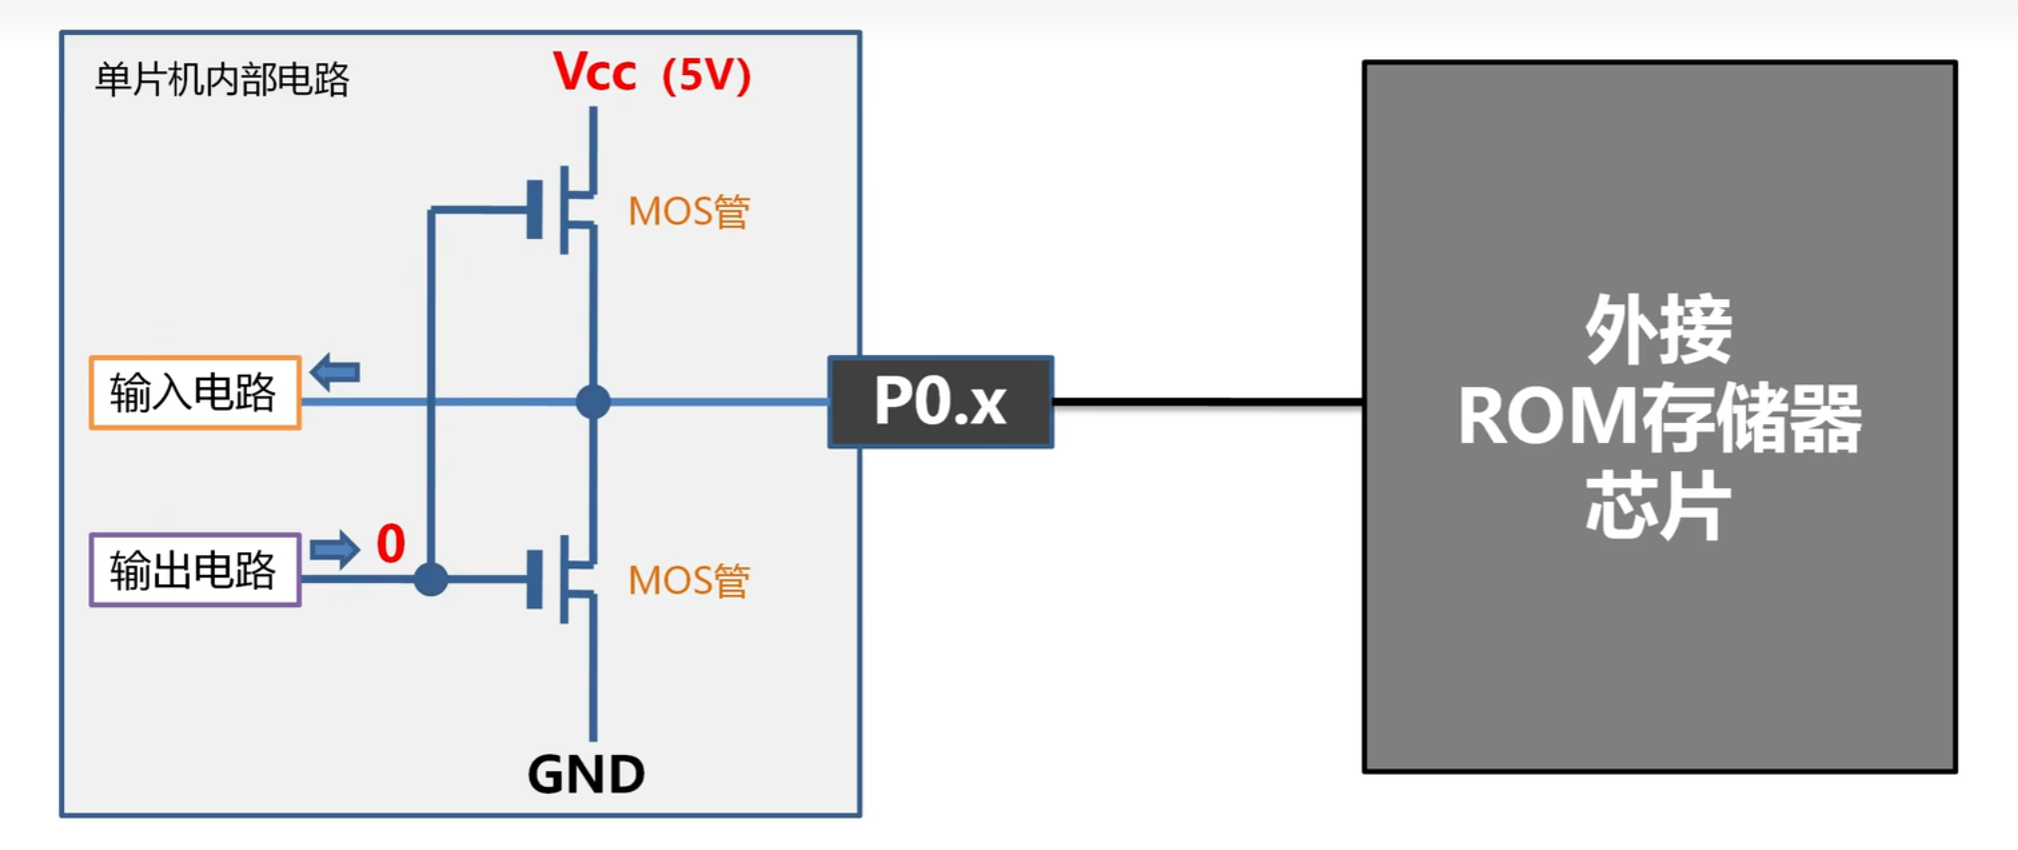 单片机内部电路
Vcc（5V）
MOS管
输入电路
P0.x
外接
ROM存储器
芯片
输出电路
0
MOS管
GND